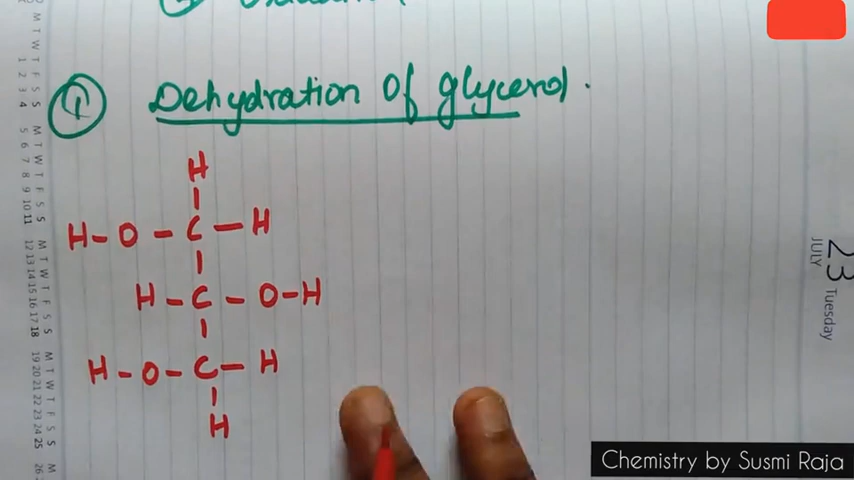 ① Dehydration of glycerol.
H
H-O-C-H
H-C-O-H
H-O-C-H
H
23
JULY
Tuesday
Chemistry by Susmi Raja